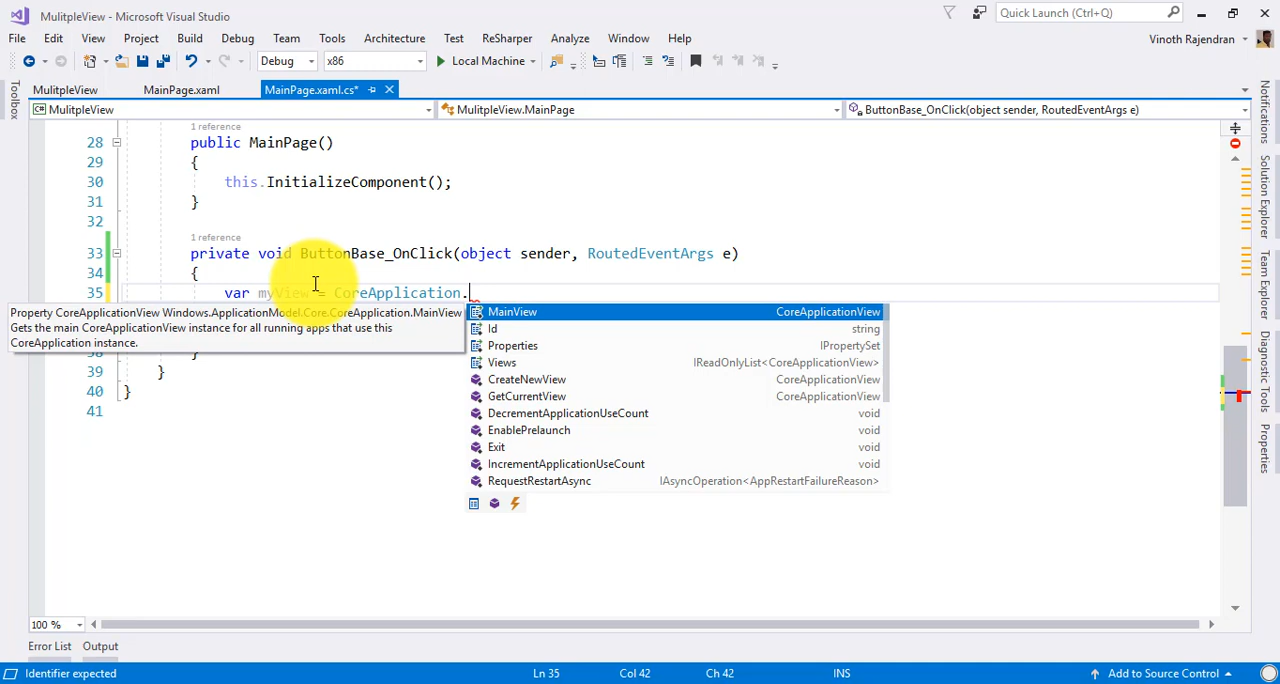 MulitpleView - Microsoft Visual Studio
Quick Launch (Ctrl+Q)
File Edit View Project Build Debug Team Tools Architecture Test ReSharper Analyze Window Help
Vinoth Rajendran
Debug x86 Local Machine
MulitpleView MainPage.xaml MainPage.xaml.cs*
MulitpleView MulitpleView.MainPage ButtonBase_OnClick(object sender, RoutedEventArgs e)
Toolbox
1 reference
28 public MainPage()
29 {
30 this.InitializeComponent();
31 }
32
1 reference
33 private void ButtonBase_OnClick(object sender, RoutedEventArgs e)
34 {
35 var myView = CoreApplication.
Property CoreApplicationView Windows.ApplicationModel.Core.CoreApplication.MainView
Gets the main CoreApplicationView instance for all running apps that use this
CoreApplication instance.
MainView CoreApplicationView
Id string
Properties IPropertySet
Views IReadOnlyList<CoreApplicationView>
CreateNewView CoreApplicationView
GetCurrentView CoreApplicationView
DecrementApplicationUseCount void
EnablePrelaunch void
Exit void
IncrementApplicationUseCount void
RequestRestartAsync IAsyncOperation<AppRestartFailureReason>
}
39 }
40 }
41
Notifications
Solution Explorer
Team Explorer
Diagnostic Tools
Properties
100 %
Error List Output
Identifier expected Ln 35 Col 42 Ch 42 INS Add to Source Control